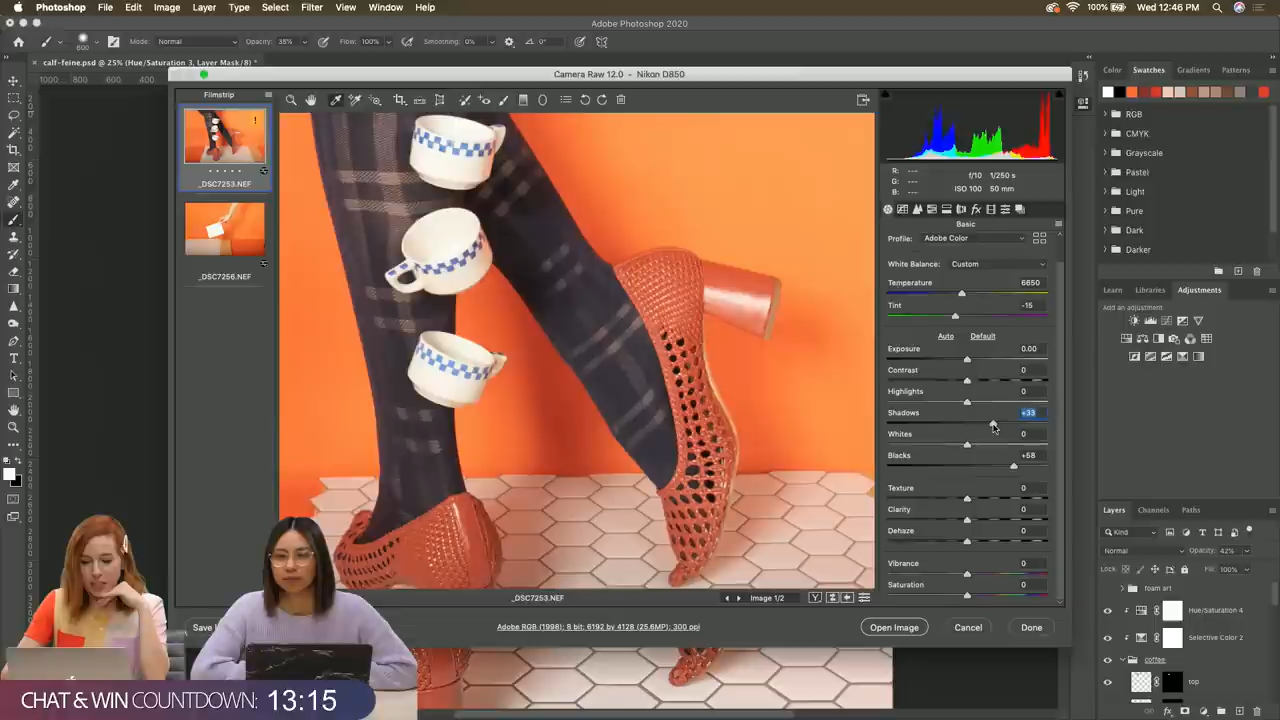 Photoshop File Edit Image Layer Type Select Filter View Window Help 100% Wed 12:46 PM
Adobe Photoshop 2020
600 Mode: Normal Opacity: 35% Flow: 100% Smoothing: 0% 0°
calf-feine.psd @ 25% (Hue/Saturation 3, Layer Mask/8) *
1000 800 600 400
Camera Raw 12.0 - Nikon D850
Filmstrip
_DSC7253.NEF
_DSC7256.NEF
R: ---
G: ---
B: ---
f/10 1/250 s
ISO 100 50 mm
Basic
Profile: Adobe Color
White Balance: Custom
Temperature 6650
Tint -15
Auto Default
Exposure 0.00
Contrast 0
Highlights 0
Shadows +33
Whites 0
Blacks +58
Texture 0
Clarity 0
Dehaze 0
Vibrance 0
Saturation 0
_DSC7253.NEF
Image 1/2
Save I
Adobe RGB (1998); 8 bit; 6192 by 4128 (25.6MP); 300 ppi
Open Image Cancel Done
Color Swatches Gradients Patterns
RGB
CMYK
Grayscale
Pastel
Light
Pure
Dark
Darker
Learn Libraries Adjustments
Add an adjustment
Layers Channels Paths
Kind
Normal Opacity: 42%
Lock: Fill: 100%
foam art
Hue/Saturation 4
Selective Color 2
coffee
top
CHAT & WIN COUNTDOWN: 13:15